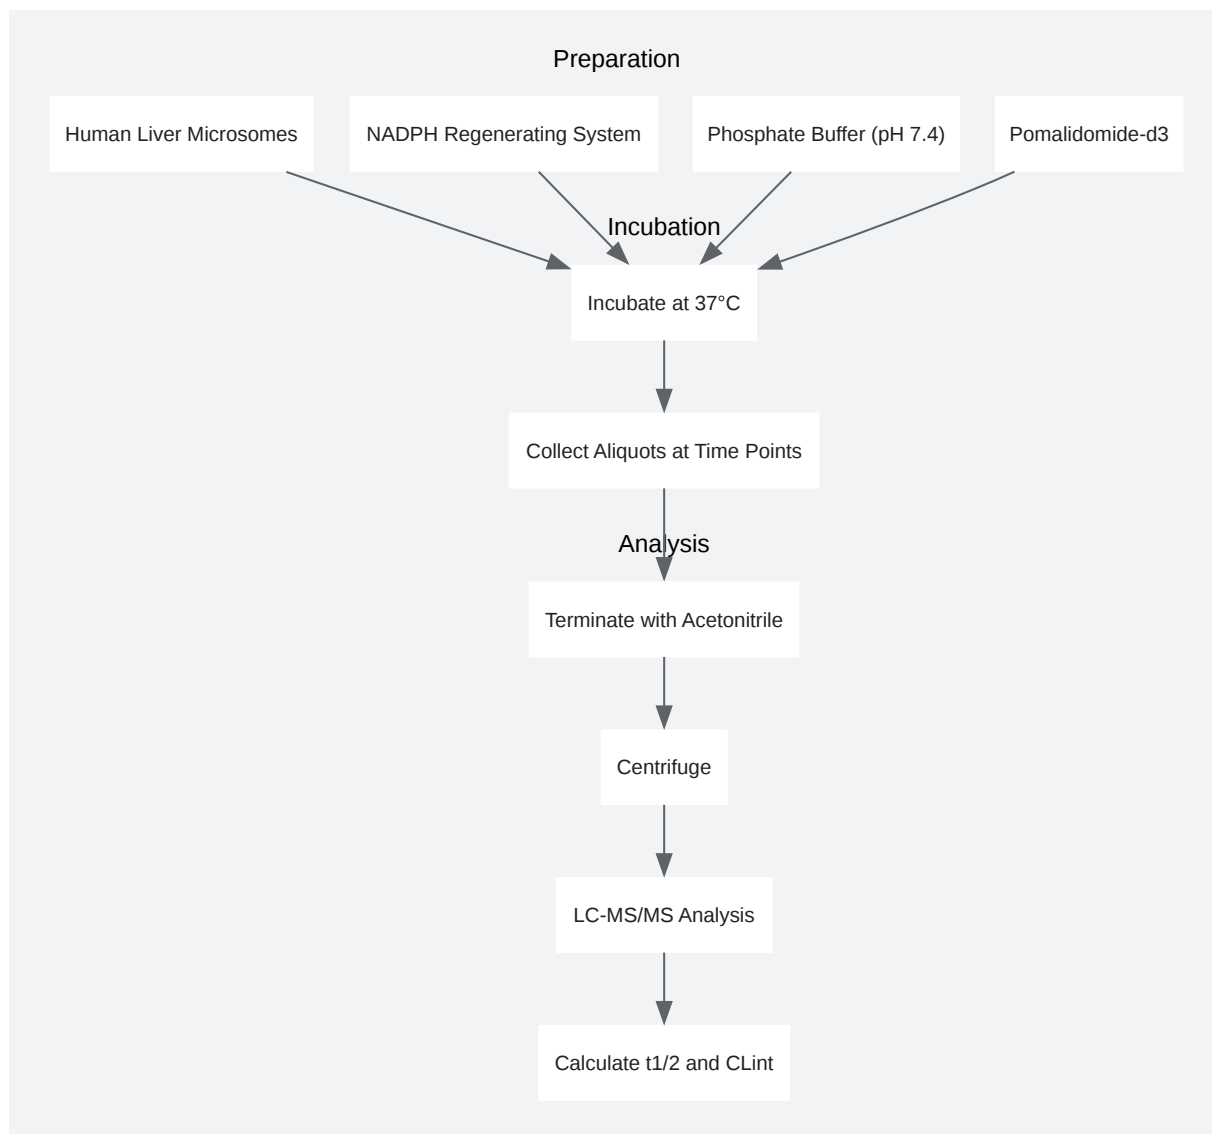 Preparation
Human Liver Microsomes
NADPH Regenerating System
Phosphate Buffer (pH 7.4)
Pomalidomide-d3
Incubation
Incubate at 37°C
Collect Aliquots at Time Points
Analysis
Terminate with Acetonitrile
Centrifuge
LC-MS/MS Analysis
Calculate t1/2 and CLint